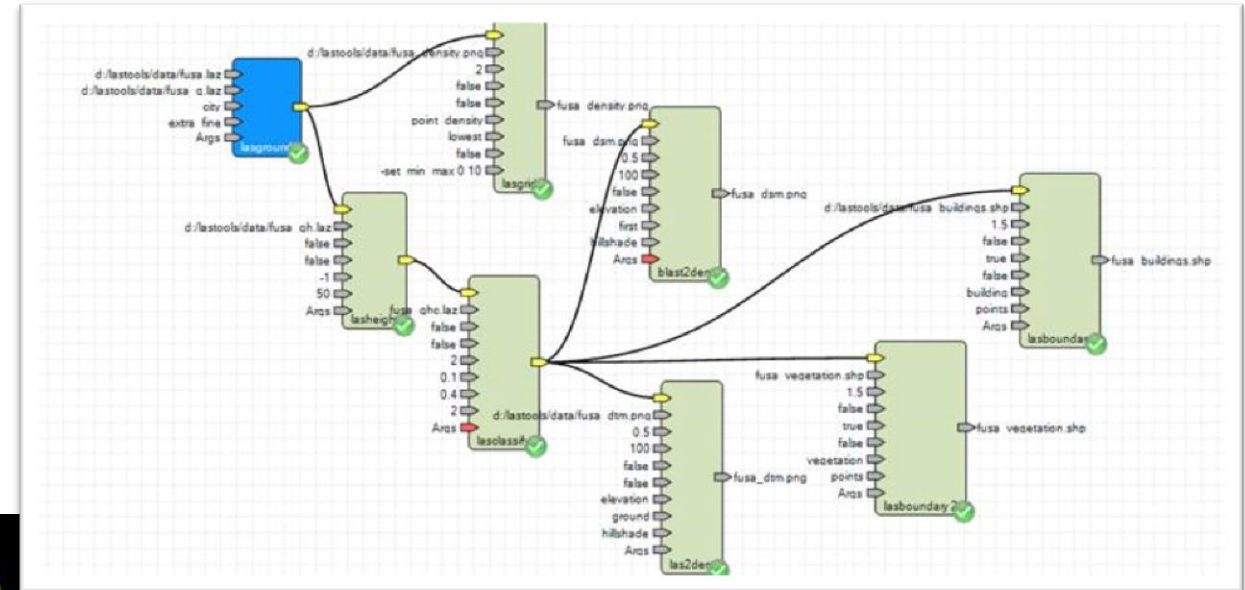 d:/lastools/data/fusa.laz
d:/lastools/data/fusa_g.laz
city
extra_fine
Args
lasground
d:/lastools/data/fusa_density.png
2
false
false
point_density
lowest
false
-set_min_max 0 10
fusa_density.png
lasgrid
d:/lastools/data/fusa_gh.laz
false
false
-1
50
Args
lasheight
fusa_ghc.laz
false
false
2
0.1
0.4
2
Args
lasclassify
fusa_dsm.png
0.5
100
false
elevation
first
hillshade
Args
fusa_dsm.png
blast2dem
d:/lastools/data/fusa_dtm.png
0.5
100
false
false
elevation
ground
hillshade
Args
fusa_dtm.png
las2dem
d:/lastools/data/fusa_buildings.shp
1.5
false
true
false
building
points
Args
fusa_buildings.shp
lasboundary
fusa_vegetation.shp
1.5
false
true
false
vegetation
points
Args
fusa_vegetation.shp
lasboundary 2